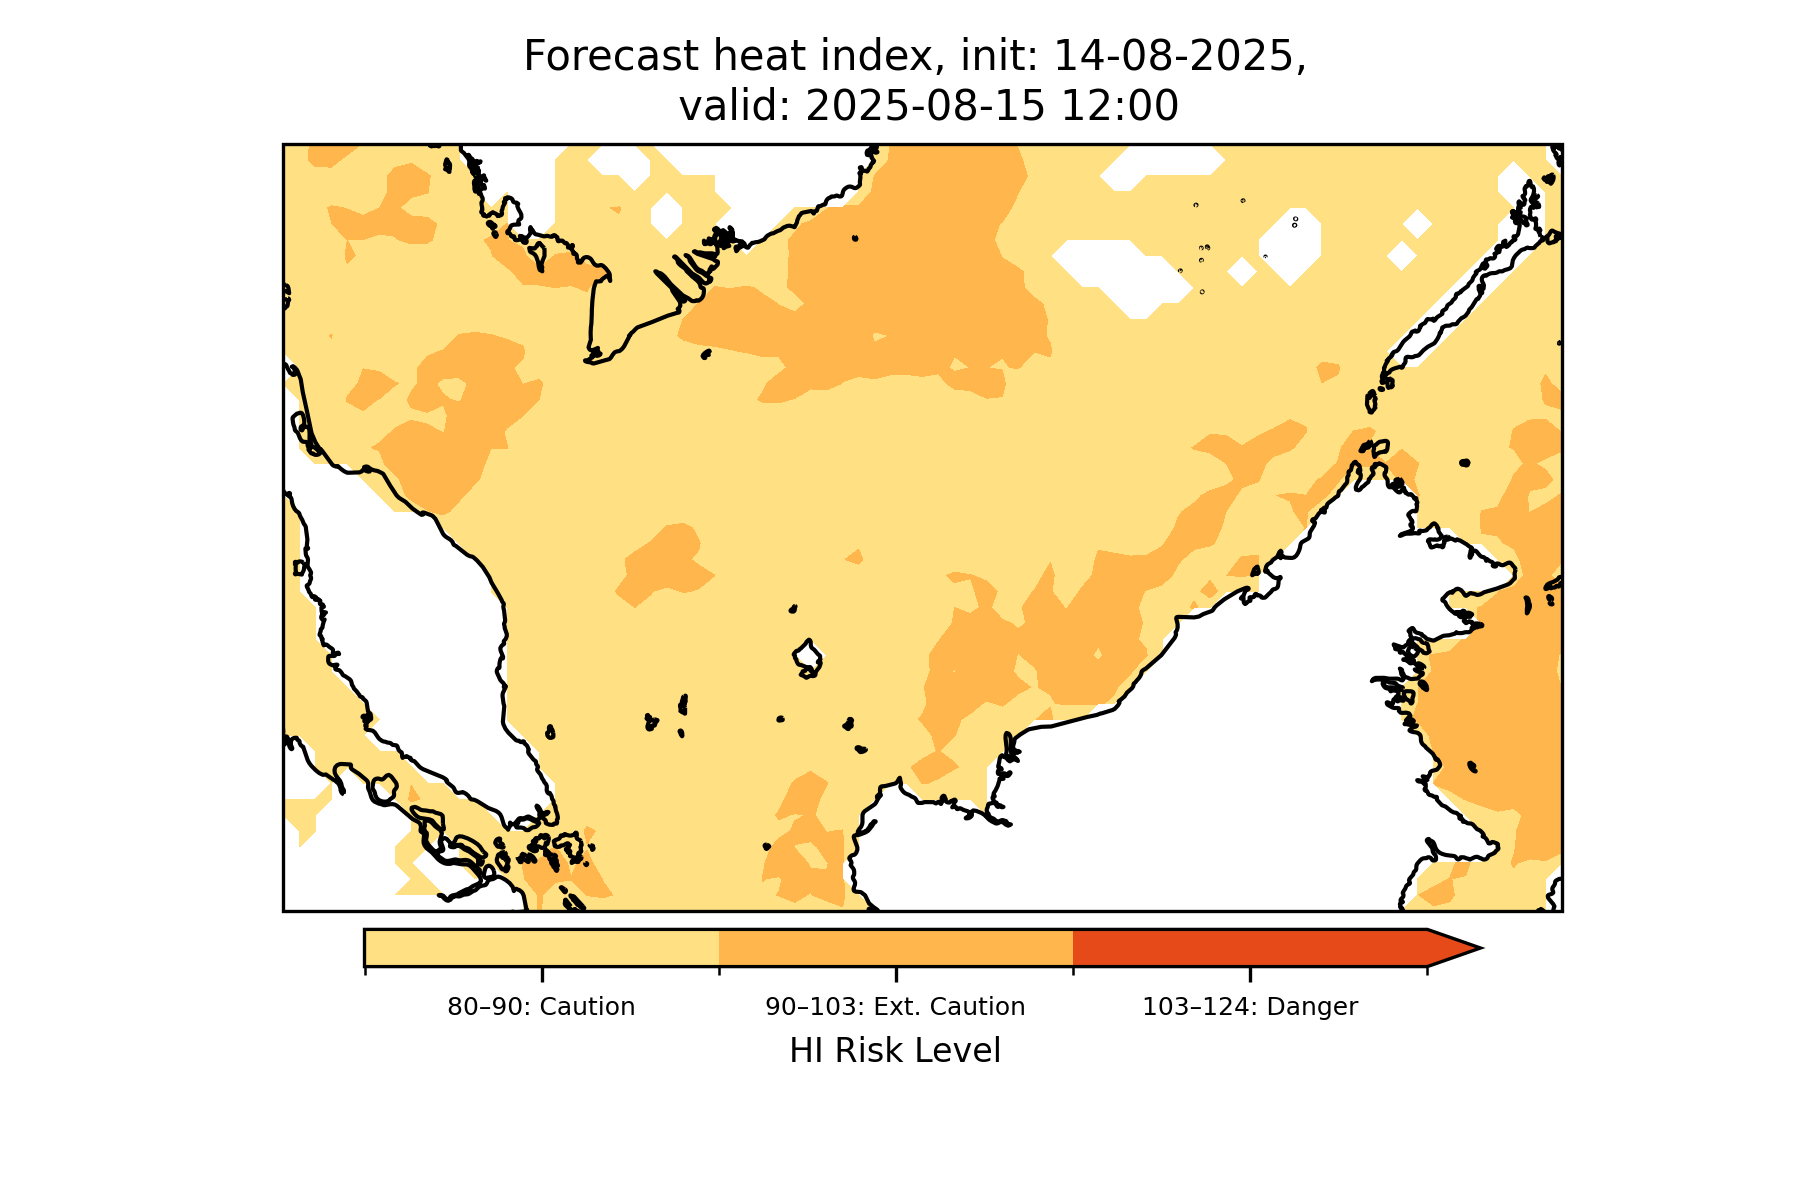 Forecast heat index, init: 14-08-2025,
valid: 2025-08-15 12:00
80–90: Caution
90–103: Ext. Caution
103–124: Danger
HI Risk Level